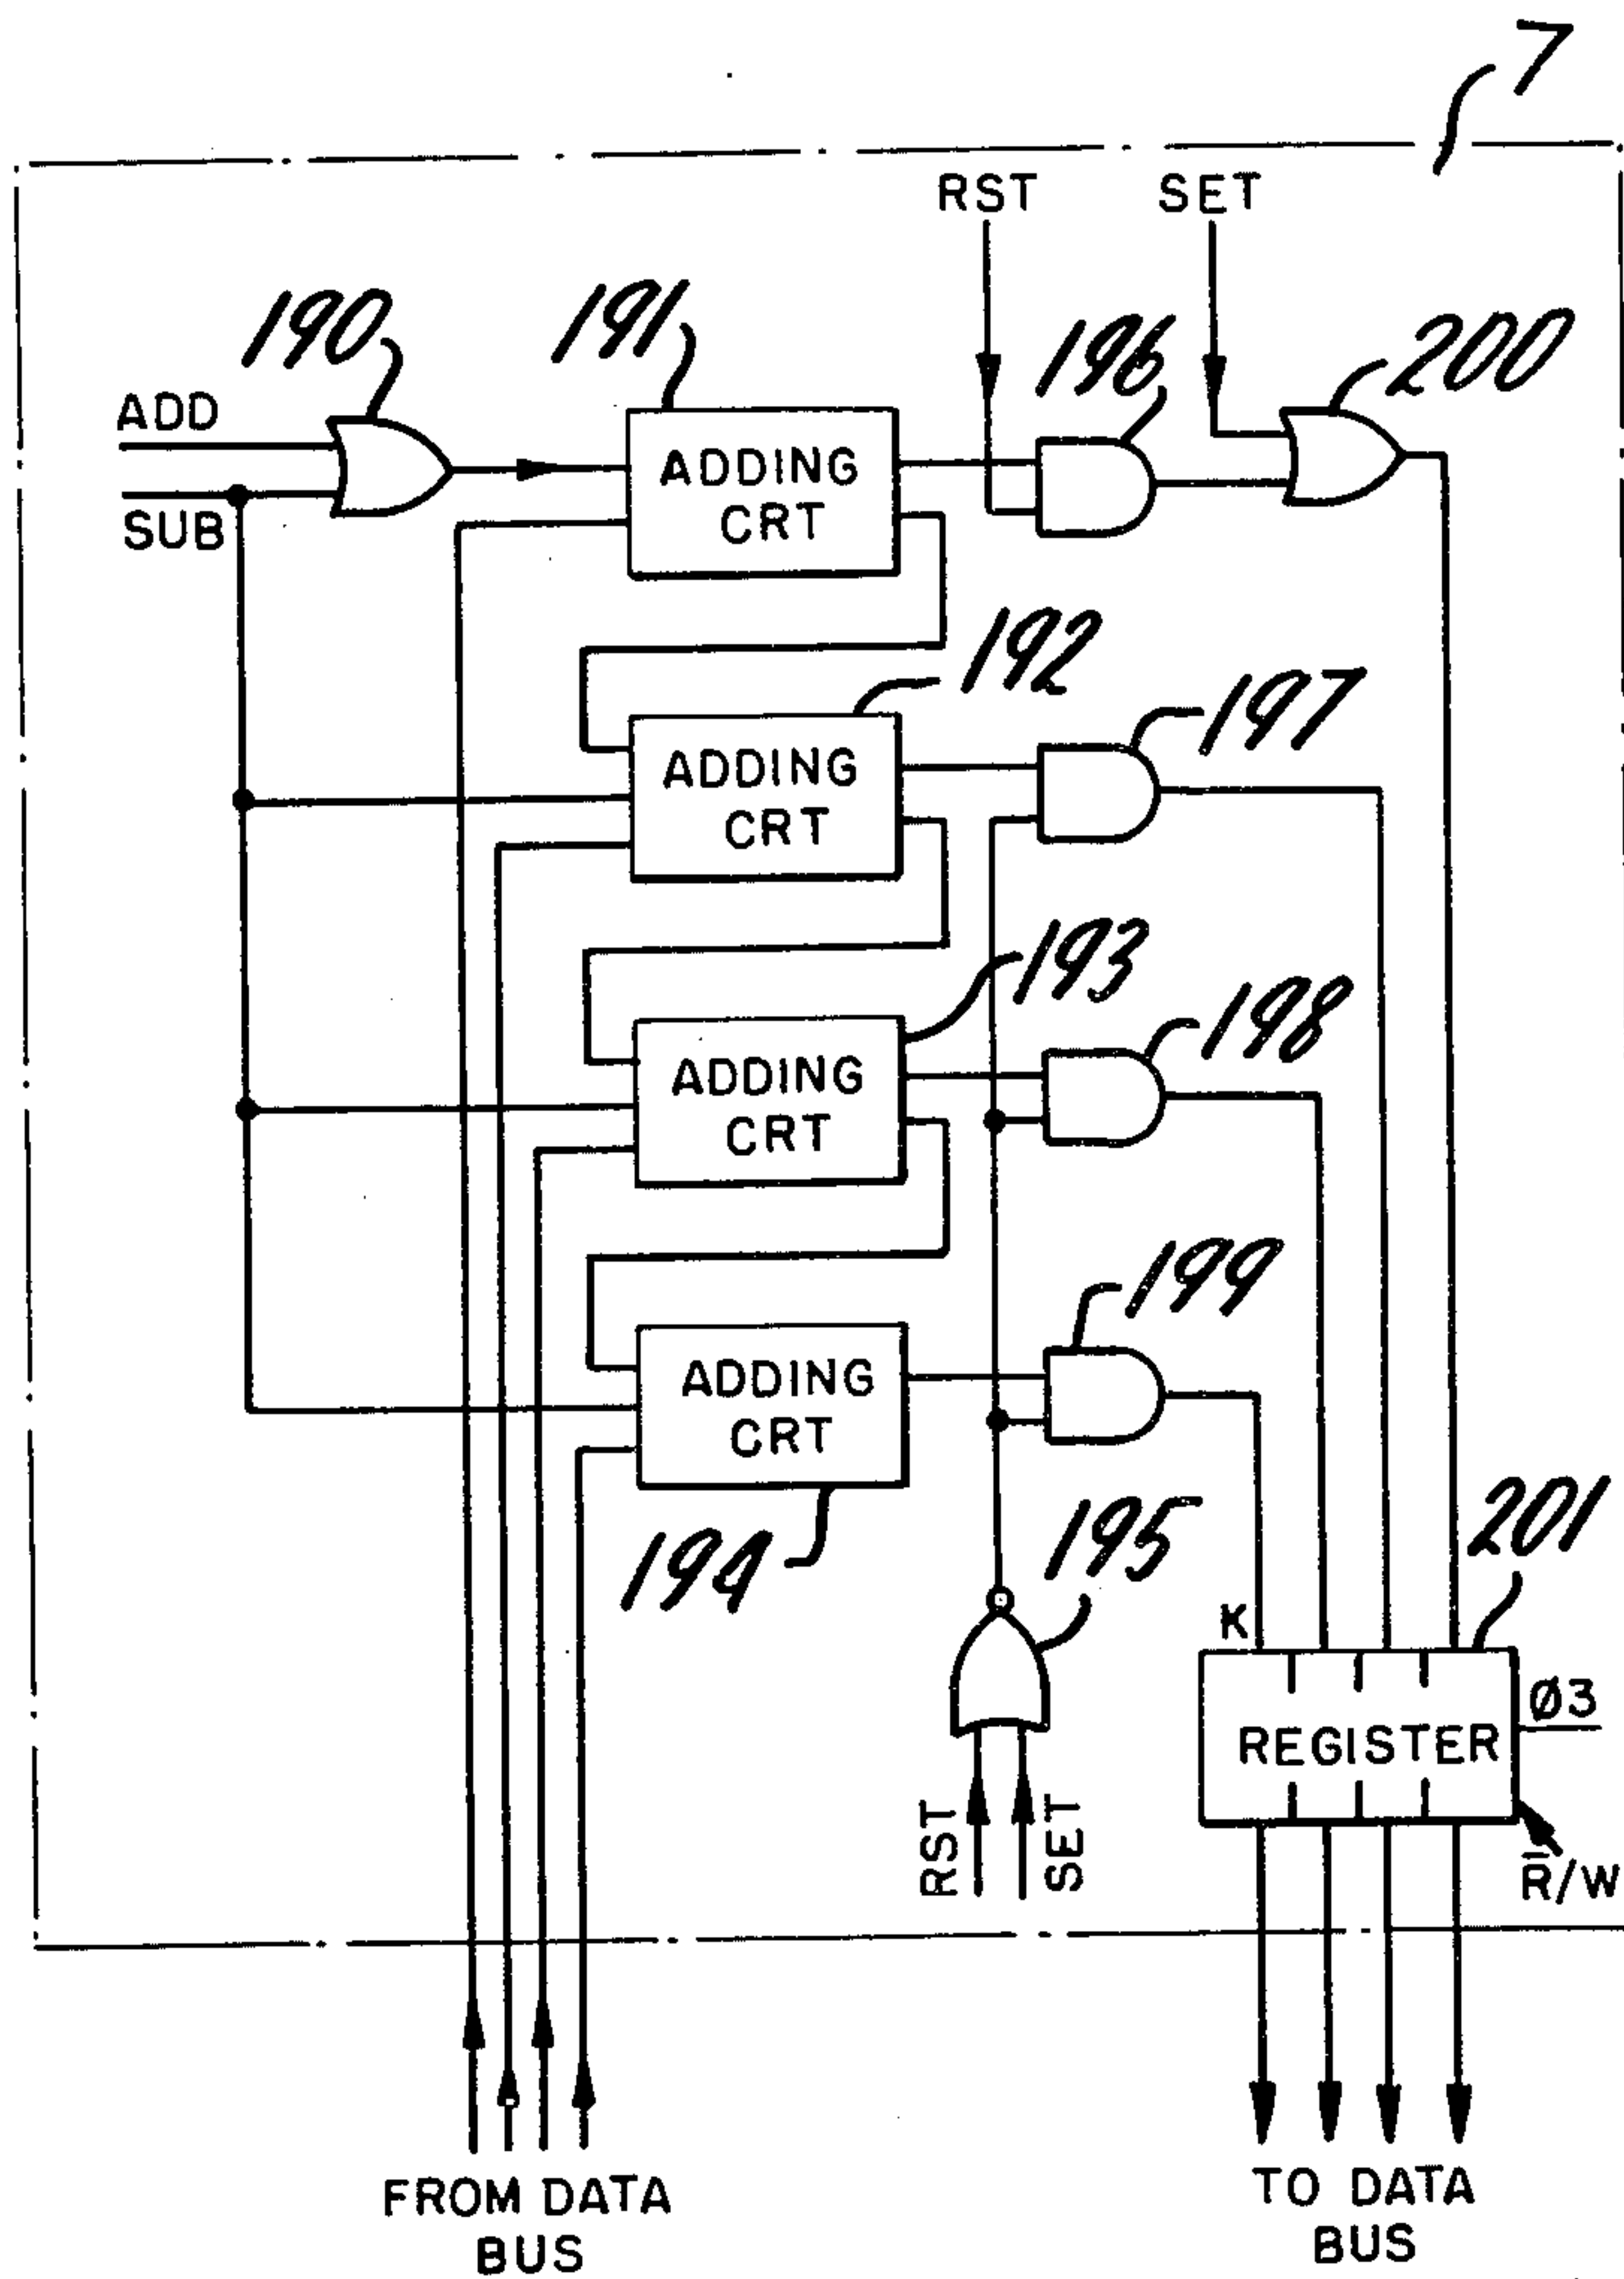 7
RST SET
190 191 196 200
ADD
SUB
ADDING
CRT
192
197
ADDING
CRT
193
198
ADDING
CRT
199
ADDING
CRT
194
195
201
K
REGISTER
Ø3
RST
SET
R̅/W
FROM DATA
BUS
TO DATA
BUS